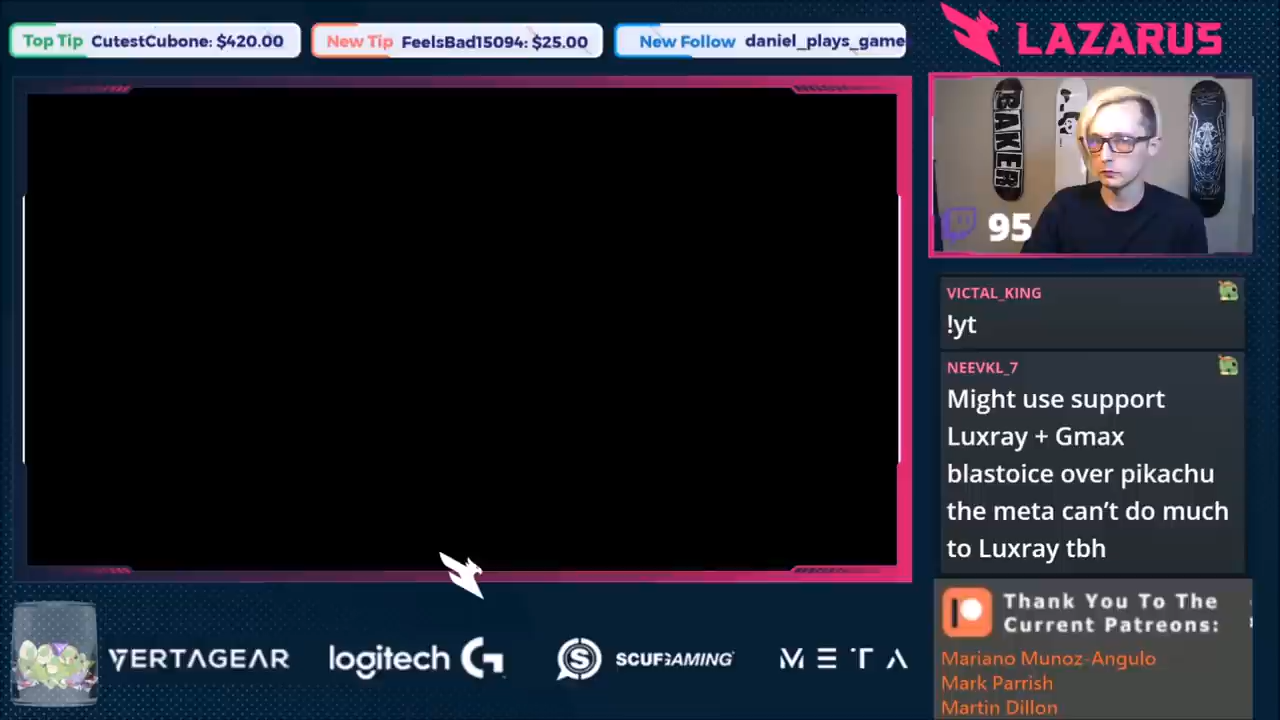 Top Tip CutestCubone: $420.00
New Tip FeelsBad15094: $25.00
New Follow daniel_plays_game
LAZARUS
BAKER
95
VICTAL_KING
!yt
NEEVKL_7
Might use support
Luxray + Gmax
blastoice over pikachu
the meta can’t do much
to Luxray tbh
Thank You To The
Current Patreons:
Mariano Munoz-Angulo
Mark Parrish
Martin Dillon
VERTAGEAR
logitech G
S SCUFGAMING
META